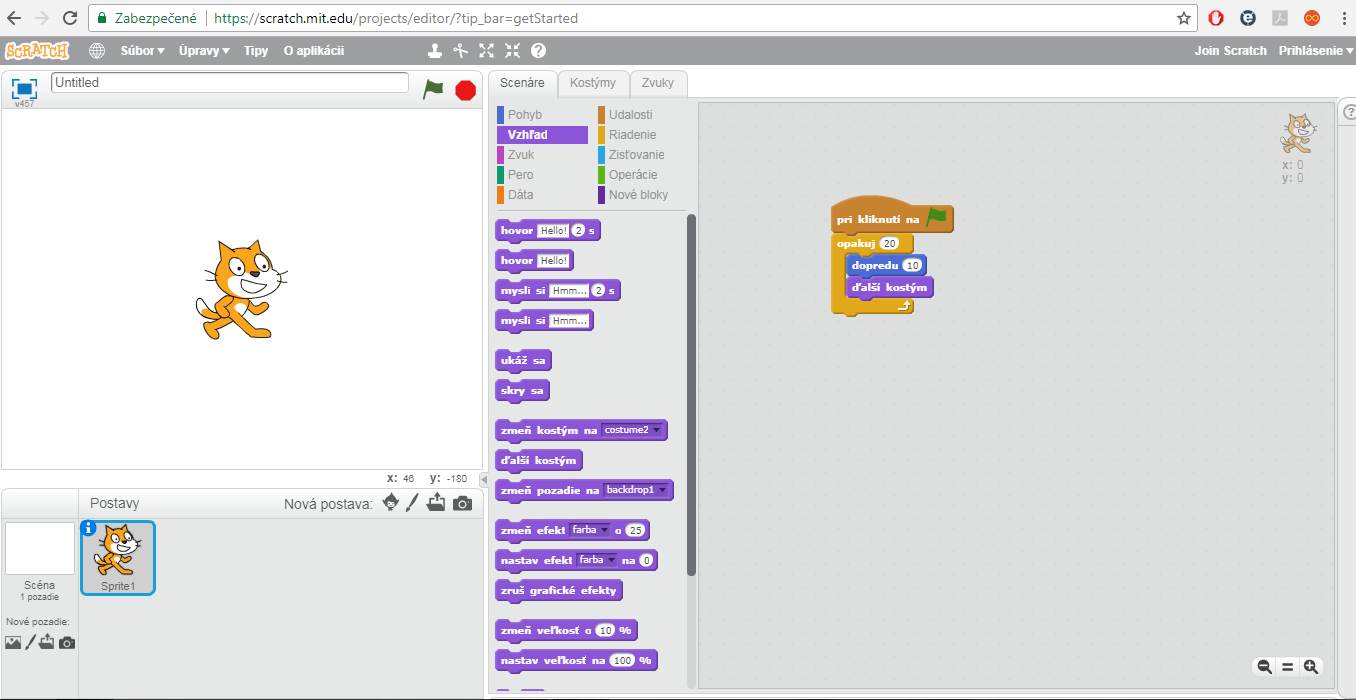 Zabezpečené https://scratch.mit.edu/projects/editor/?tip_bar=getStarted
SCRATCH Súbor Úpravy Tipy O aplikácii Join Scratch Prihlásenie
v457 Untitled
Scenáre Kostýmy Zvuky
Pohyb Udalosti
Vzhľad Riadenie
Zvuk Zisťovanie
Pero Operácie
Dáta Nové bloky
hovor Hello! 2 s
hovor Hello!
mysli si Hmm... 2 s
mysli si Hmm...
ukáž sa
skry sa
zmeň kostým na costume2
ďalší kostým
zmeň pozadie na backdrop1
zmeň efekt farba o 25
nastav efekt farba na 0
zruš grafické efekty
zmeň veľkosť o 10 %
nastav veľkosť na 100 %
pri kliknutí na
opakuj 20
dopredu 10
ďalší kostým
x: 0
y: 0
x: 46 y: -180
Postavy Nová postava:
Sprite1
Scéna
1 pozadie
Nové pozadie: